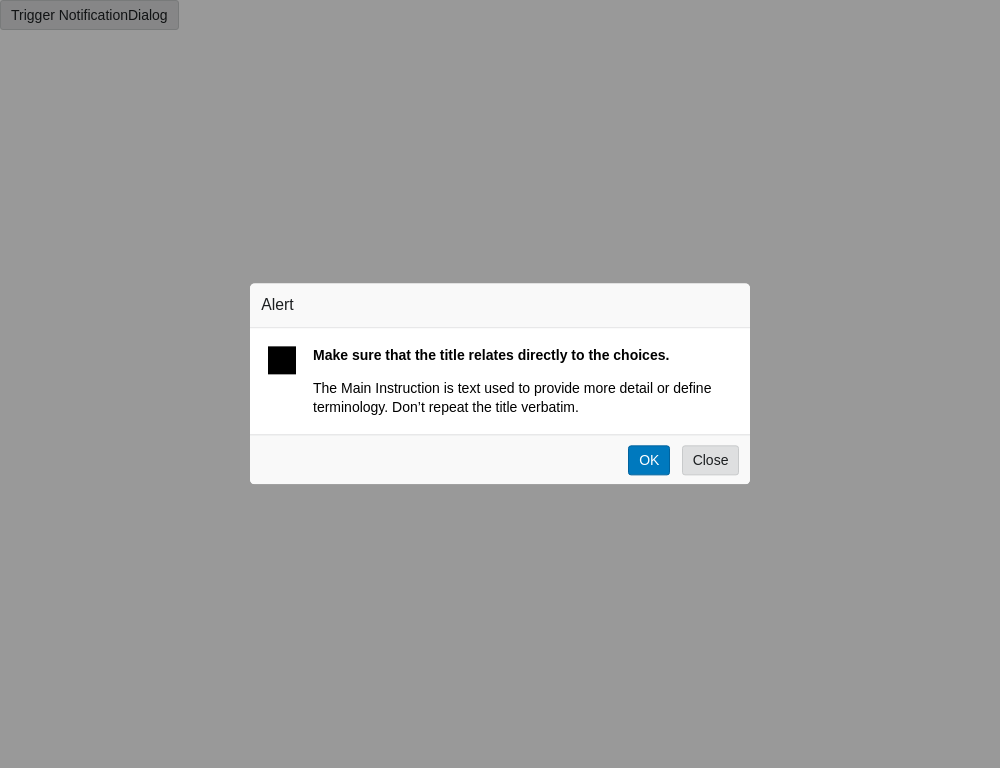 Trigger NotificationDialog
Alert
Make sure that the title relates directly to the choices.
The Main Instruction is text used to provide more detail or define
terminology. Don’t repeat the title verbatim.
OK Close